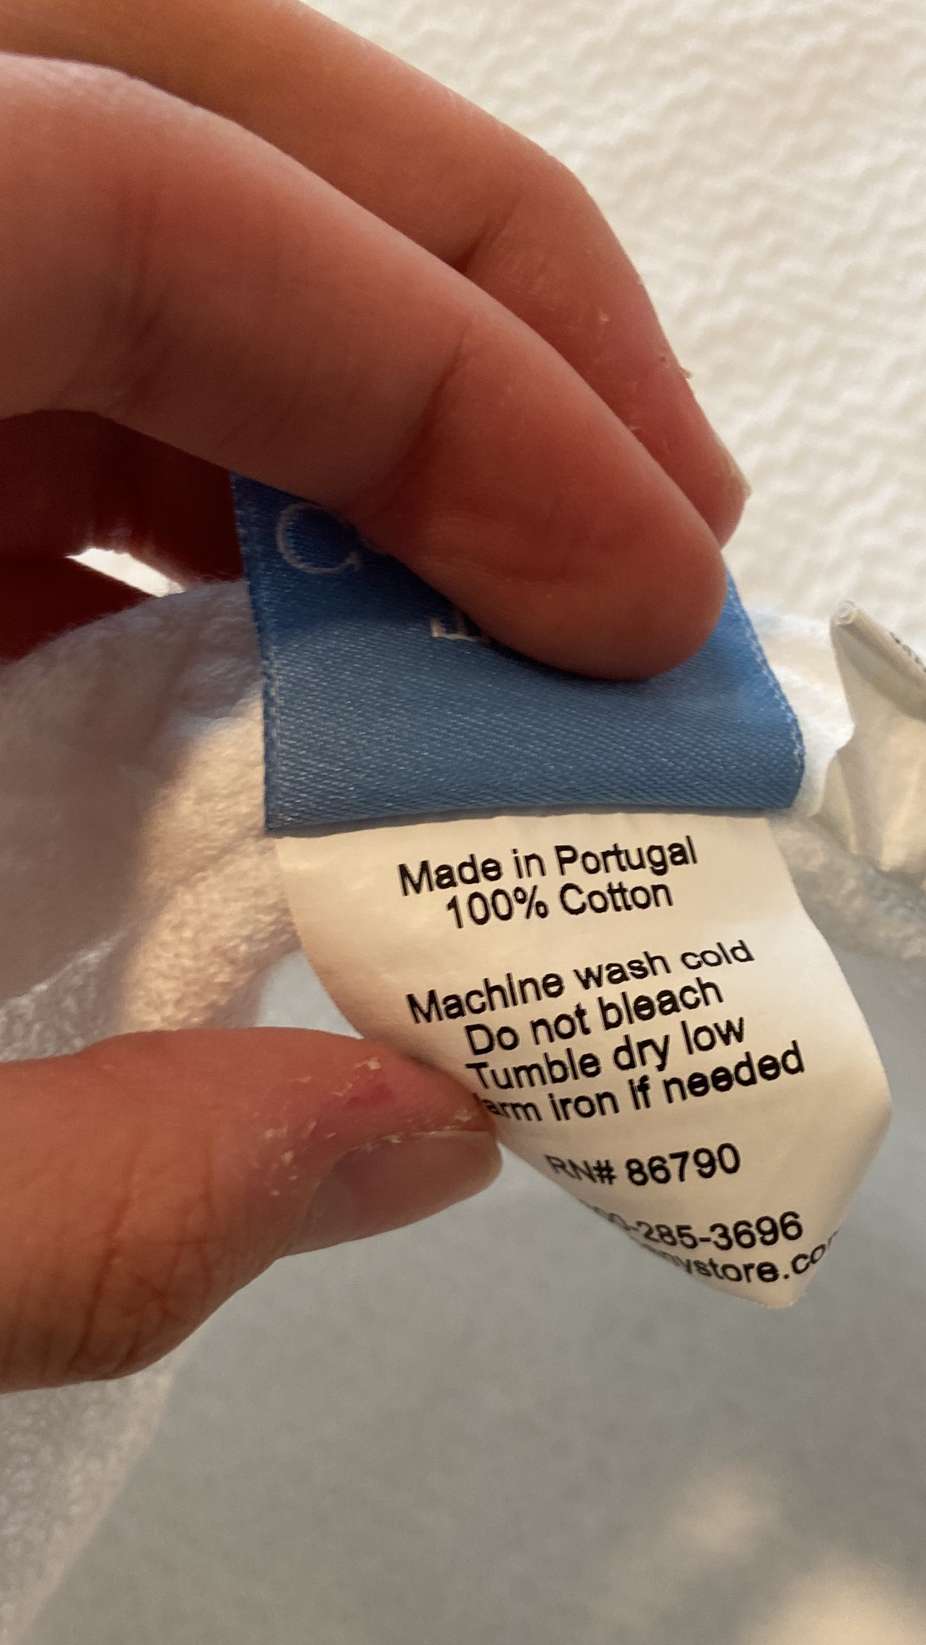 Made in Portugal
100% Cotton
Machine wash cold
Do not bleach
Tumble dry low
iron if needed
RN# 86790